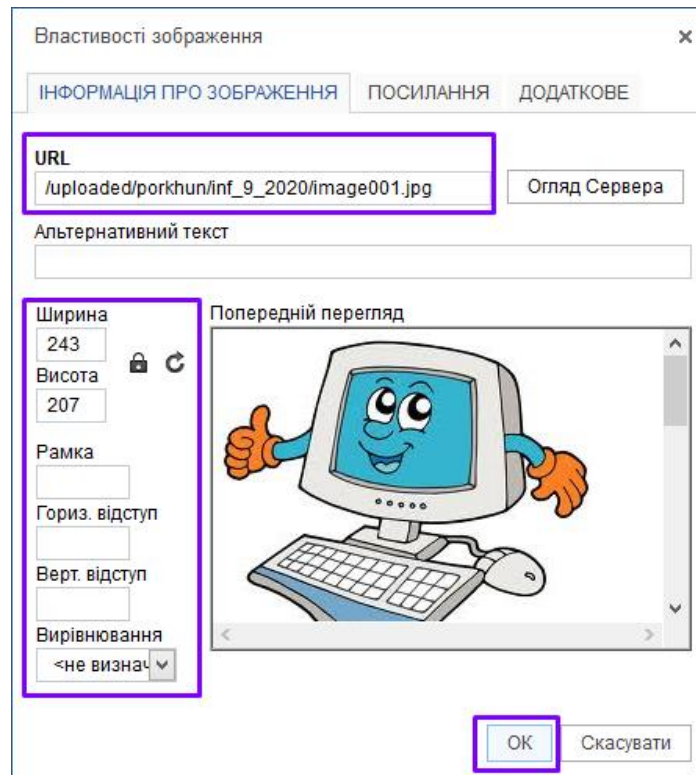 Властивості зображення
ІНФОРМАЦІЯ ПРО ЗОБРАЖЕННЯ ПОСИЛАННЯ ДОДАТКОВЕ
URL
/uploaded/porkhun/inf_9_2020/image001.jpg Огляд Сервера
Альтернативний текст
Ширина
243
Висота
207
Рамка
Гориз. відступ
Верт. відступ
Вирівнювання
<не визнач
Попередній перегляд
ОК Скасувати